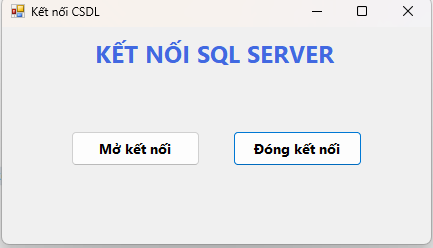 Kết nối CSDL
KẾT NỐI SQL SERVER
Mở kết nối
Đóng kết nối